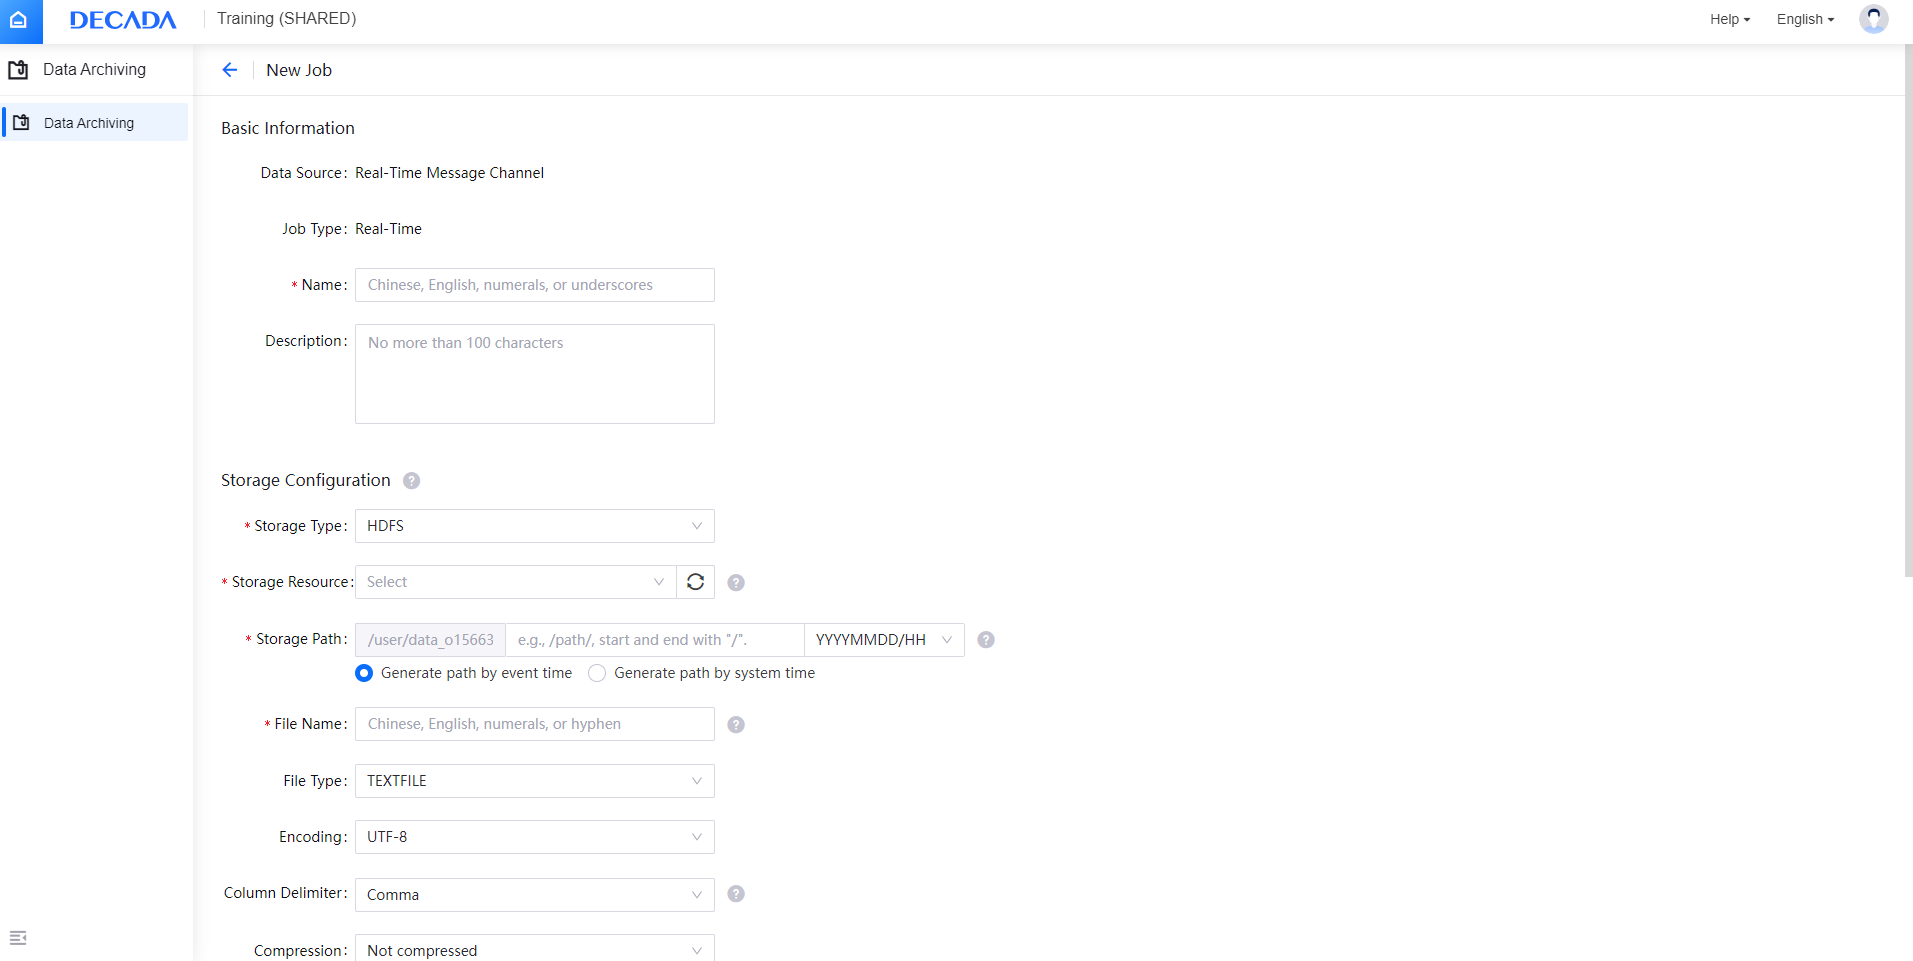 DECADA
Training (SHARED)
Help
English
Data Archiving
New Job
Data Archiving
Basic Information
Data Source: Real-Time Message Channel
Job Type: Real-Time
* Name: Chinese, English, numerals, or underscores
Description: No more than 100 characters
Storage Configuration ?
* Storage Type: HDFS
* Storage Resource: Select ?
* Storage Path: /user/data_o15663 e.g., /path/, start and end with "/". YYYYMMDD/HH ?
Generate path by event time Generate path by system time
* File Name: Chinese, English, numerals, or hyphen ?
File Type: TEXTFILE
Encoding: UTF-8
Column Delimiter: Comma ?
Compression: Not compressed